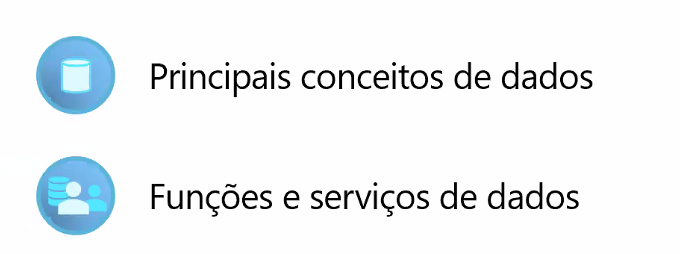 Principais conceitos de dados
Funções e serviços de dados